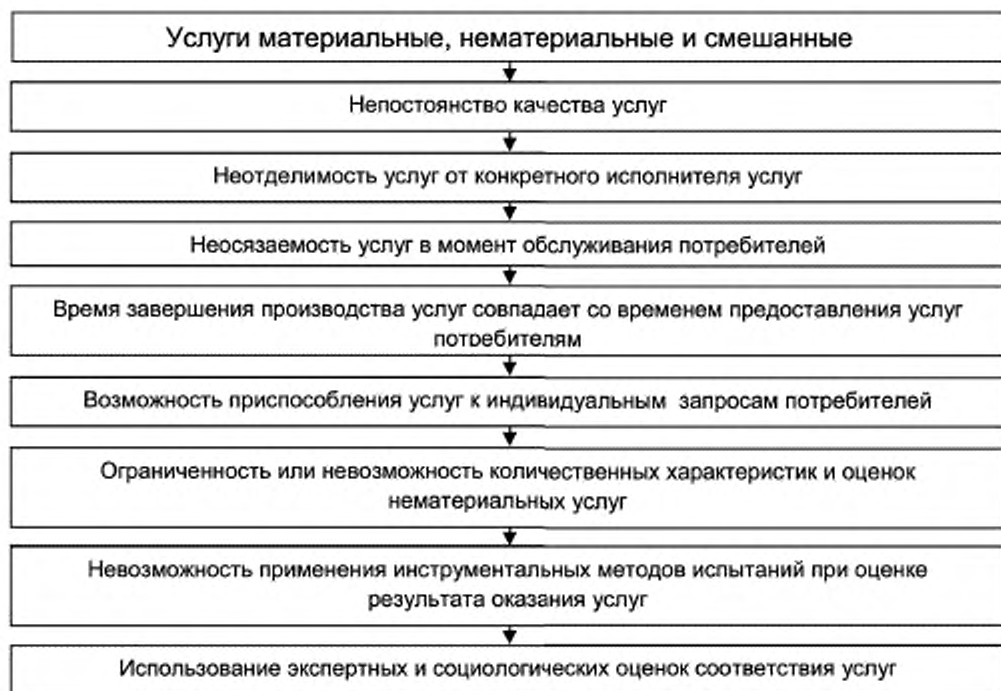 Услуги материальные, нематериальные и смешанные
Непостоянство качества услуг
Неотделимость услуг от конкретного исполнителя услуг
Неосязаемость услуг в момент обслуживания потребителей
Время завершения производства услуг совпадает со временем предоставления услуг
потребителям
Возможность приспособления услуг к индивидуальным запросам потребителей
Ограниченность или невозможность количественных характеристик и оценок
нематериальных услуг
Невозможность применения инструментальных методов испытаний при оценке
результата оказания услуг
Использование экспертных и социологических оценок соответствия услуг